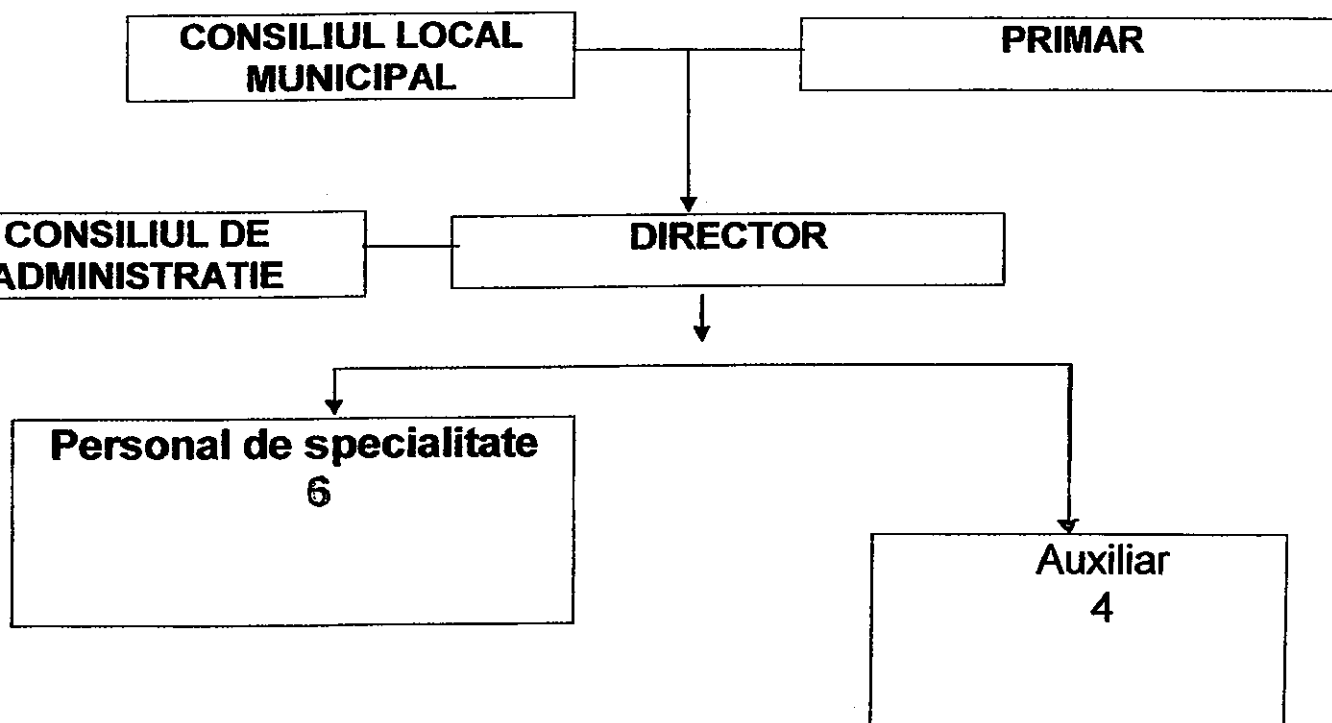 CONSILIUL LOCAL
MUNICIPAL
PRIMAR
CONSILIUL DE
ADMINISTRATIE
DIRECTOR
Personal de specialitate
6
Auxiliar
4